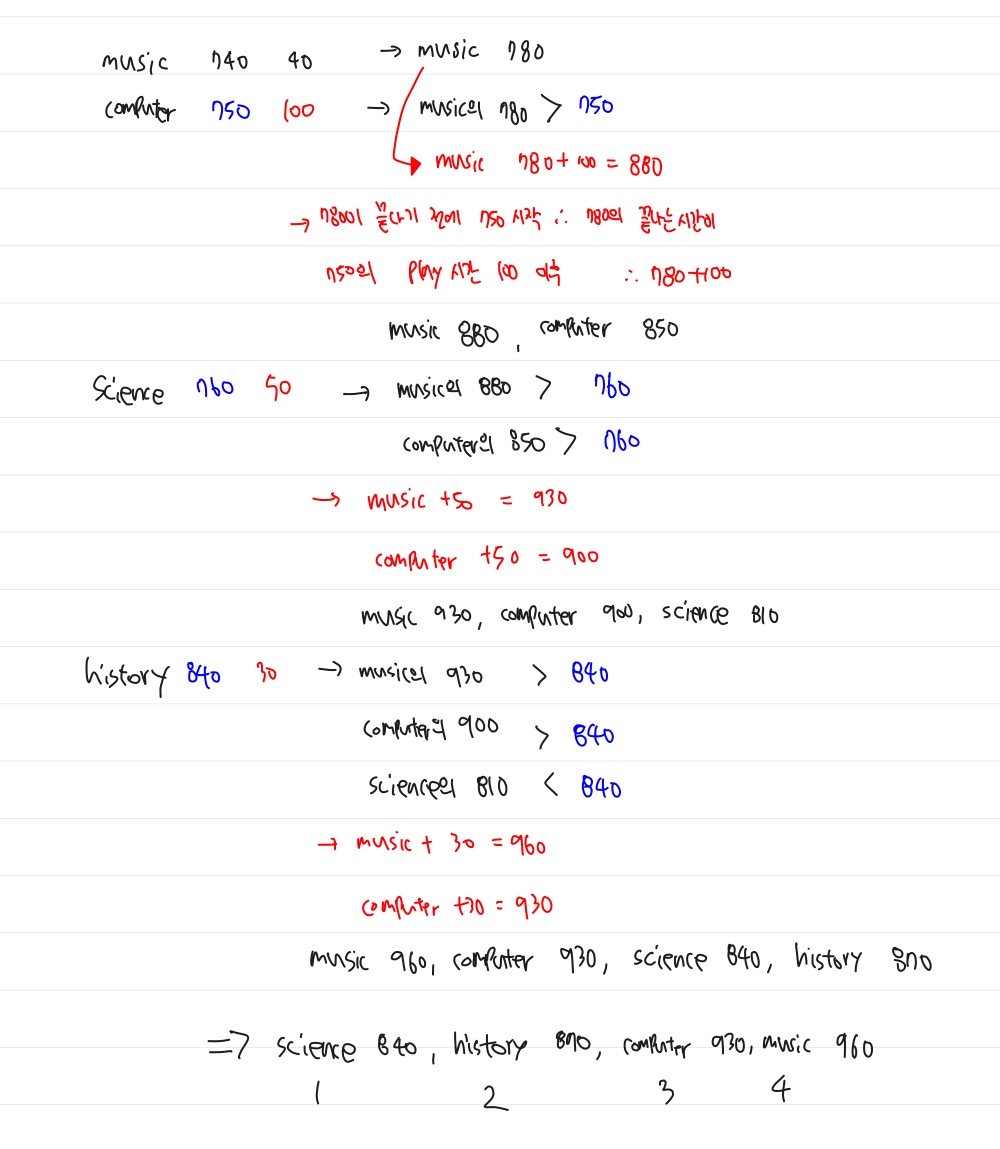 music 740 40 → music 780
computer 750 100 → music의 780 > 750
music 780 + 100 = 880
→ 780이 끝나기 전에 750 시작 ∴ 780의 끝나는 시간이
750의 play 시간 100 미룸 ∴ 780+100
music 880, computer 850
Science 760 50 → music의 880 > 760
computer의 850 > 760
→ music +50 = 930
computer +50 = 900
music 930, computer 900, science 810
history 840 30 → music의 930 > 840
computer의 900 > 840
science의 810 < 840
→ music + 30 = 960
computer +30 = 930
music 960, computer 930, science 840, history 870
=> science 840, history 870, computer 930, music 960
1 2 3 4